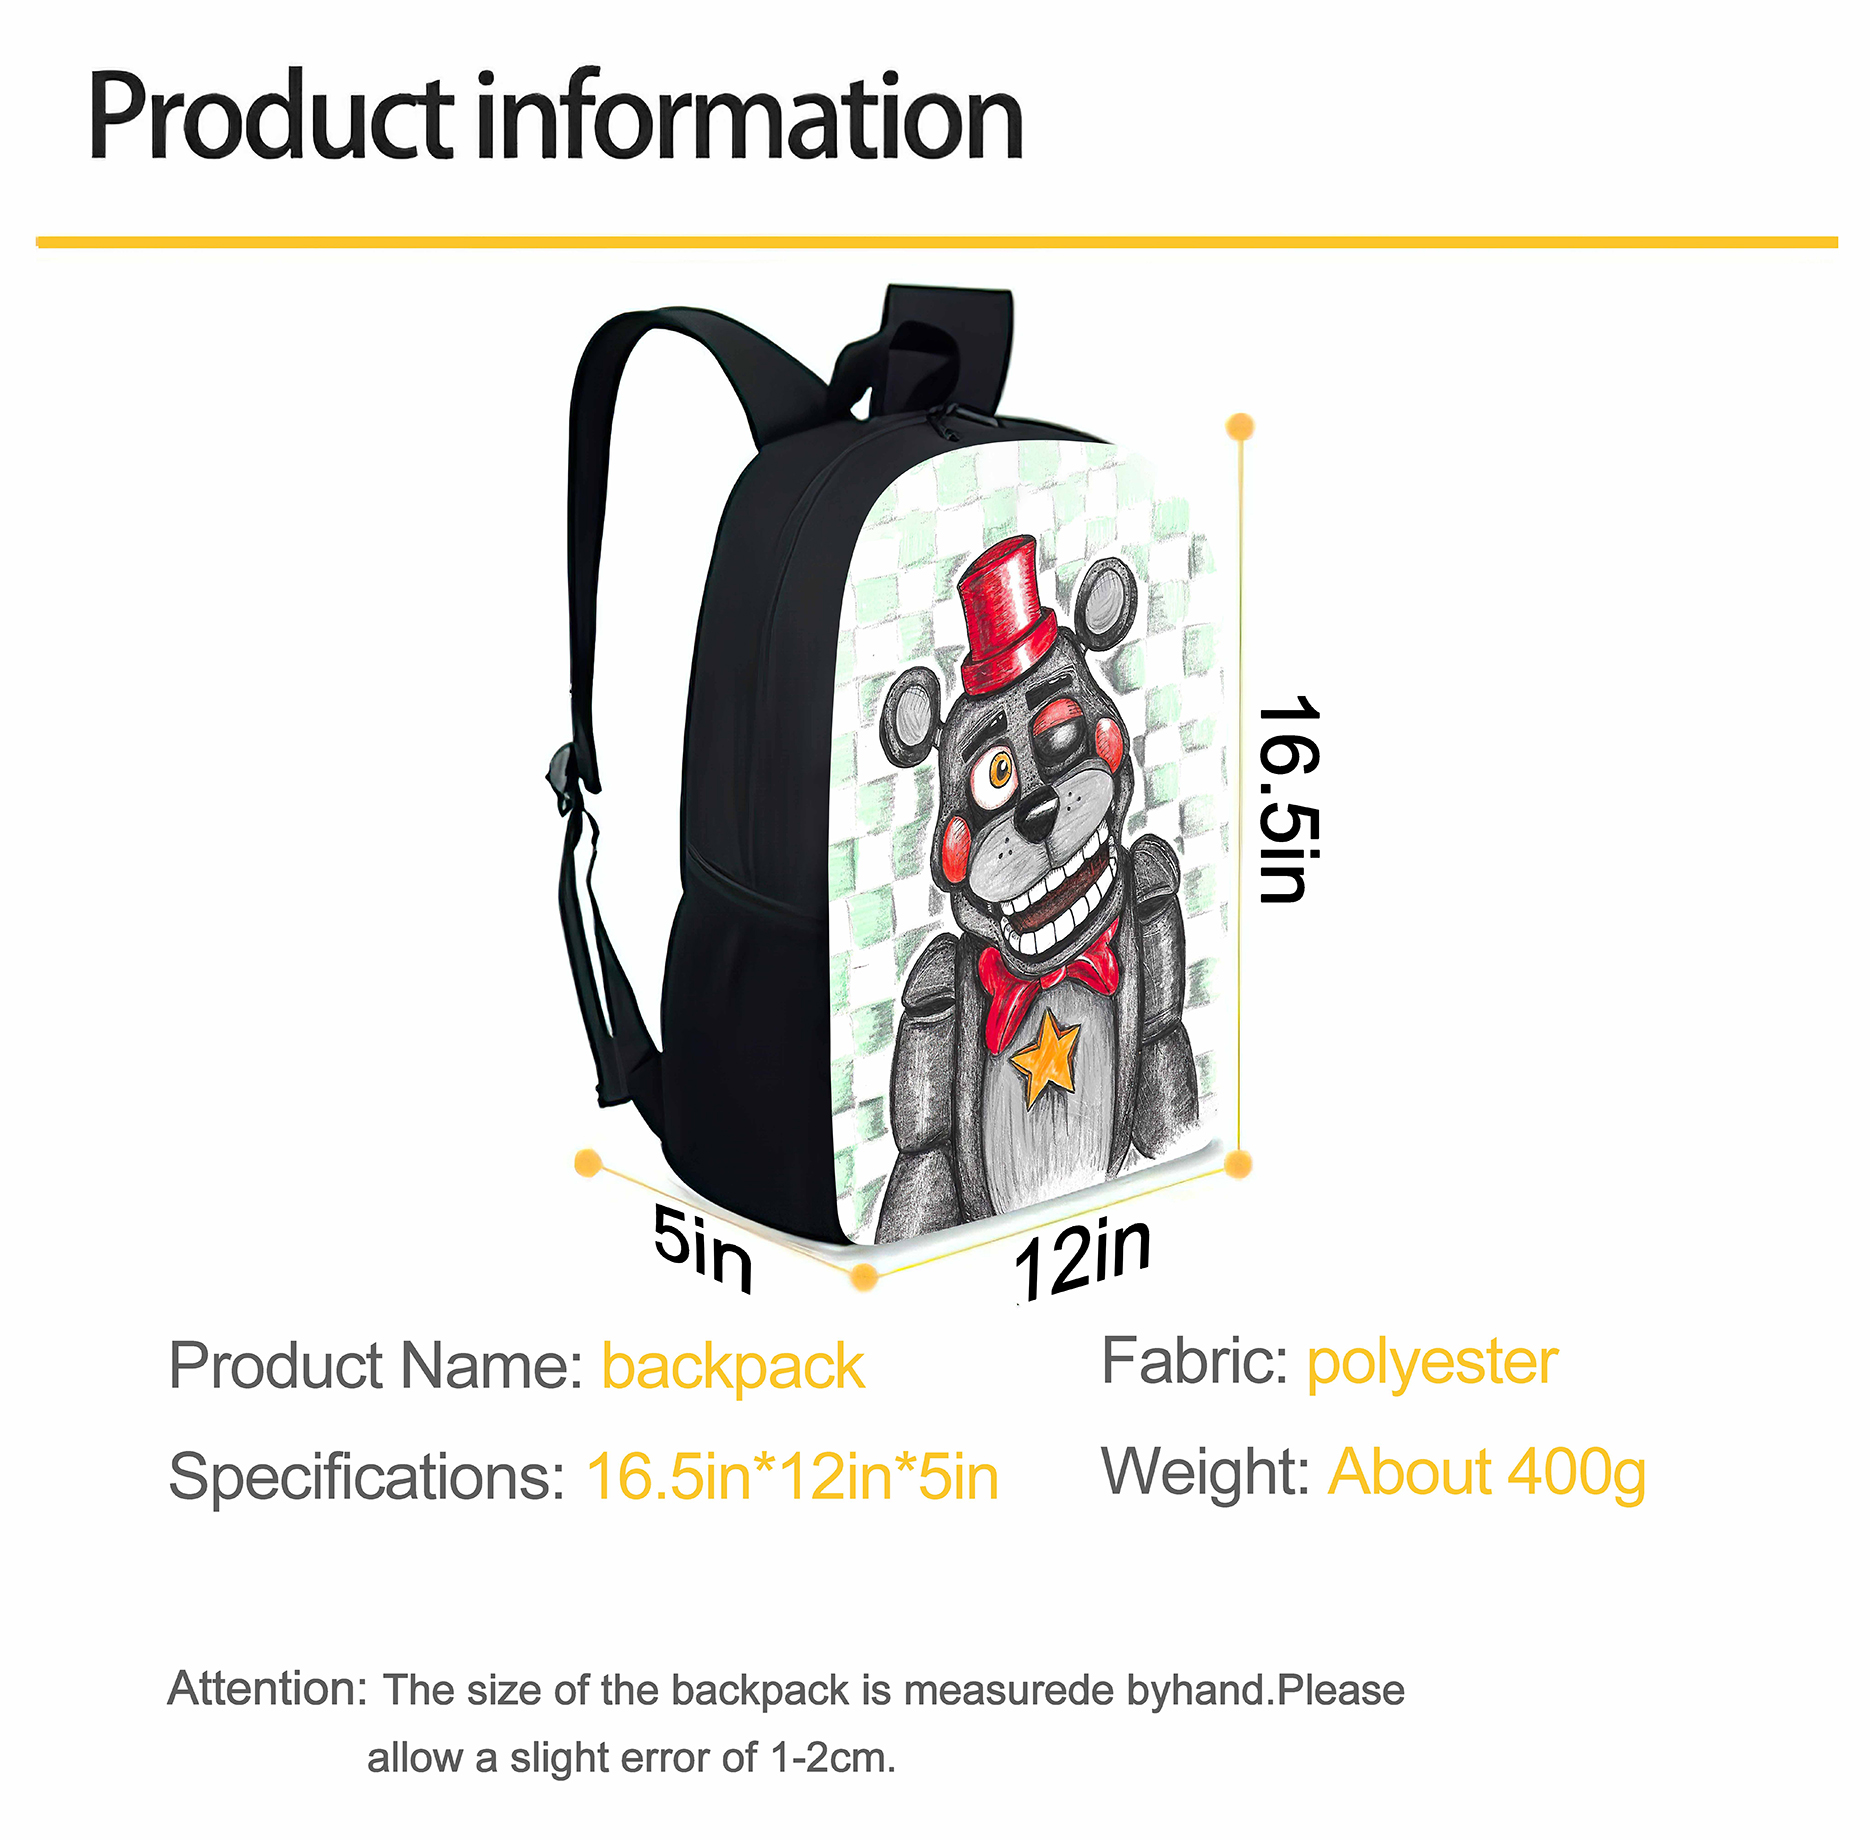 Product information
16.5in
5in
12in
Product Name: backpack
Fabric: polyester
Specifications: 16.5in*12in*5in
Weight: About 400g
Attention: The size of the backpack is measurede byhand.Please
allow a slight error of 1-2cm.